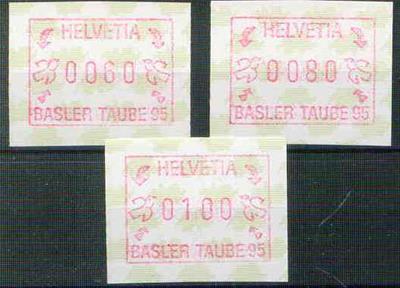 HELVETIA
0060
BASLER TAUBE 95
HELVETIA
0080
BASLER TAUBE 95
HELVETIA
0100
BASLER TAUBE 95